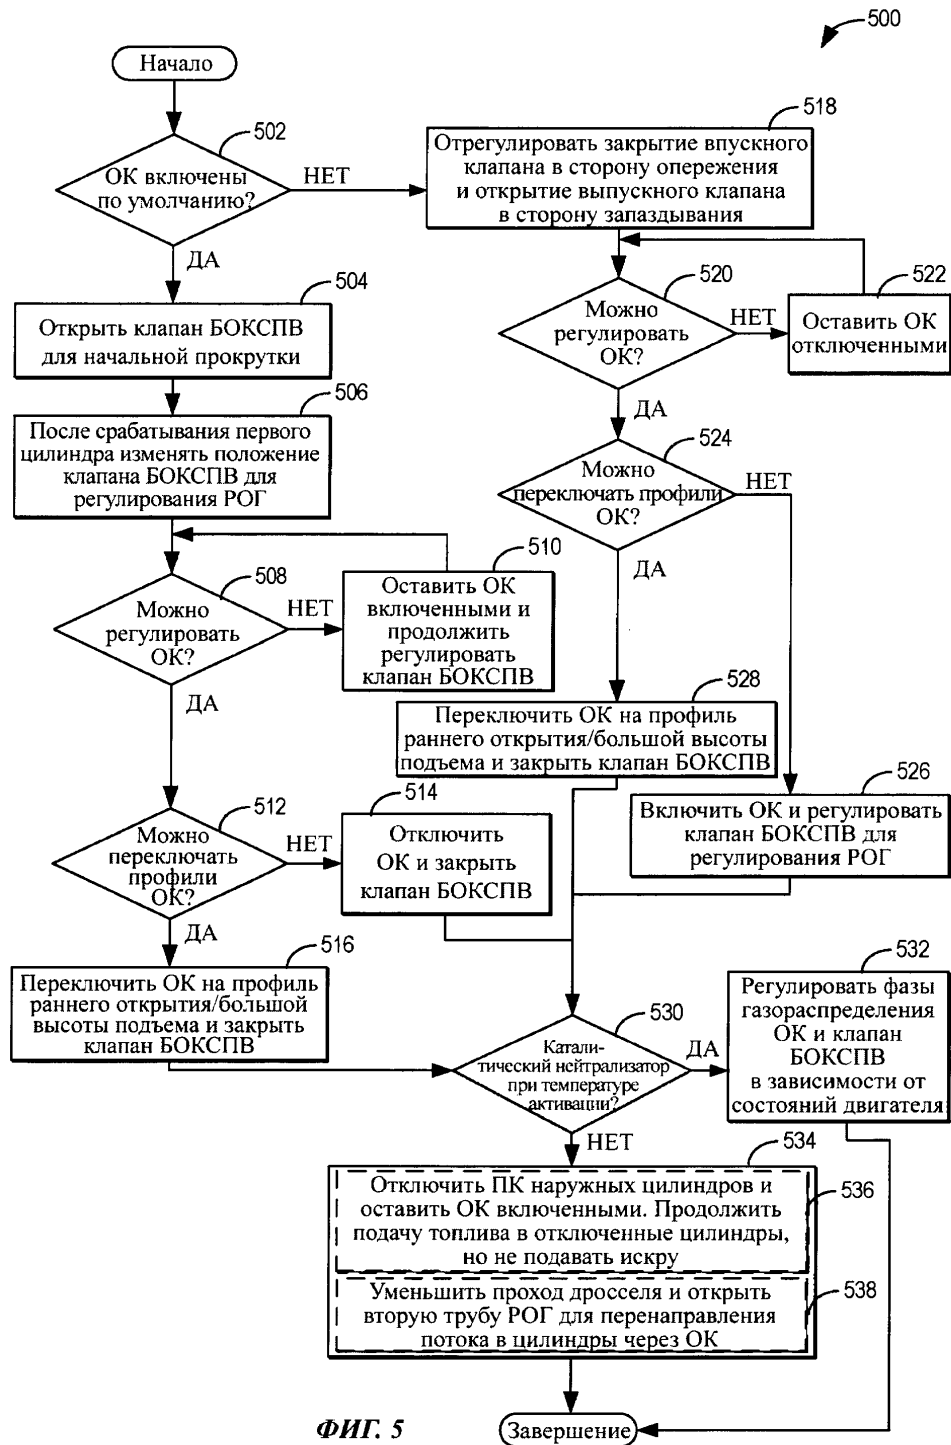 500
Начало
502
ОК включены
по умолчанию?
НЕТ
ДА
518
Отрегулировать закрытие впускного
клапана в сторону опережения
и открытие выпускного клапана
в сторону запаздывания
504
Открыть клапан БОКСПВ
для начальной прокрутки
520
Можно
регулировать
ОК?
НЕТ
ДА
522
Оставить ОК
отключенными
506
После срабатывания первого
цилиндра изменять положение
клапана БОКСПВ для
регулирования РОГ
524
Можно
переключать профили
ОК?
НЕТ
ДА
508
Можно
регулировать
ОК?
НЕТ
ДА
510
Оставить ОК
включенными и
продолжить
регулировать
клапан БОКСПВ
528
Переключить ОК на профиль
раннего открытия/большой высоты
подъема и закрыть клапан БОКСПВ
526
Включить ОК и регулировать
клапан БОКСПВ для
регулирования РОГ
512
Можно
переключать
профили
ОК?
НЕТ
ДА
514
Отключить
ОК и закрыть
клапан БОКСПВ
516
Переключить ОК на профиль
раннего открытия/большой
высоты подъема и закрыть
клапан БОКСПВ
530
Катали-
тический нейтрализатор
при температуре
активации?
ДА
НЕТ
532
Регулировать фазы
газораспределения
ОК и клапан
БОКСПВ
в зависимости от
состояний двигателя
534
536
Отключить ПК наружных цилиндров и
оставить ОК включенными. Продолжить
подачу топлива в отключенные цилиндры,
но не подавать искру
538
Уменьшить проход дросселя и открыть
вторую трубу РОГ для перенаправления
потока в цилиндры через ОК
Завершение
ФИГ. 5